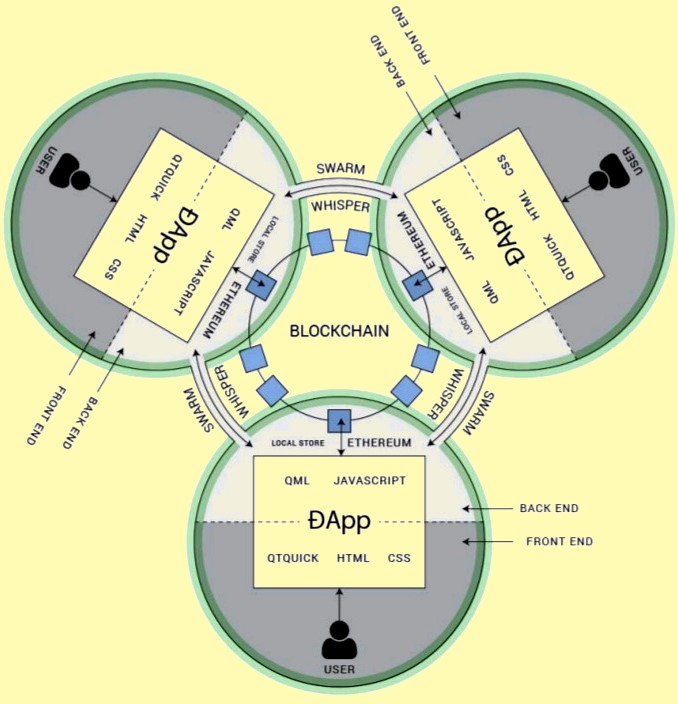 FRONT END
BACK END
USER
QTQUICK HTML CSS
ĐApp
QML JAVASCRIPT
LOCAL STORE
ETHEREUM
FRONT END
BACK END
SWARM
WHISPER
USER
CSS HTML QTQUICK
ĐApp
JAVASCRIPT QML
ETHEREUM
LOCAL STORE
BLOCKCHAIN
WHISPER
SWARM
WHISPER
SWARM
LOCAL STORE ETHEREUM
QML JAVASCRIPT
ĐApp
QTQUICK HTML CSS
BACK END
FRONT END
USER